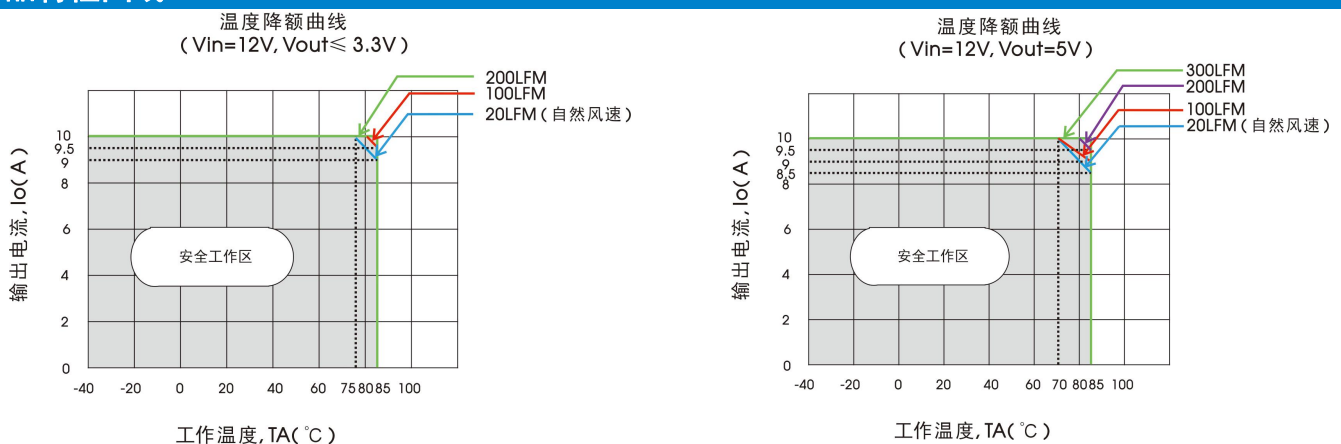 温度降额曲线
(Vin=12V, Vout≤ 3.3V)
200LFM
100LFM
20LFM(自然风速)
输出电流, Io(A)
10
9.5
9
8
6
4
2
0
安全工作区
-40 -20 0 20 40 60 75 80 85 100
工作温度, TA(℃)
温度降额曲线
(Vin=12V, Vout=5V)
300LFM
200LFM
100LFM
20LFM(自然风速)
输出电流, Io(A)
10
9.5
9
8.5
8
6
4
2
0
安全工作区
-40 -20 0 20 40 60 70 80 85 100
工作温度, TA(℃)